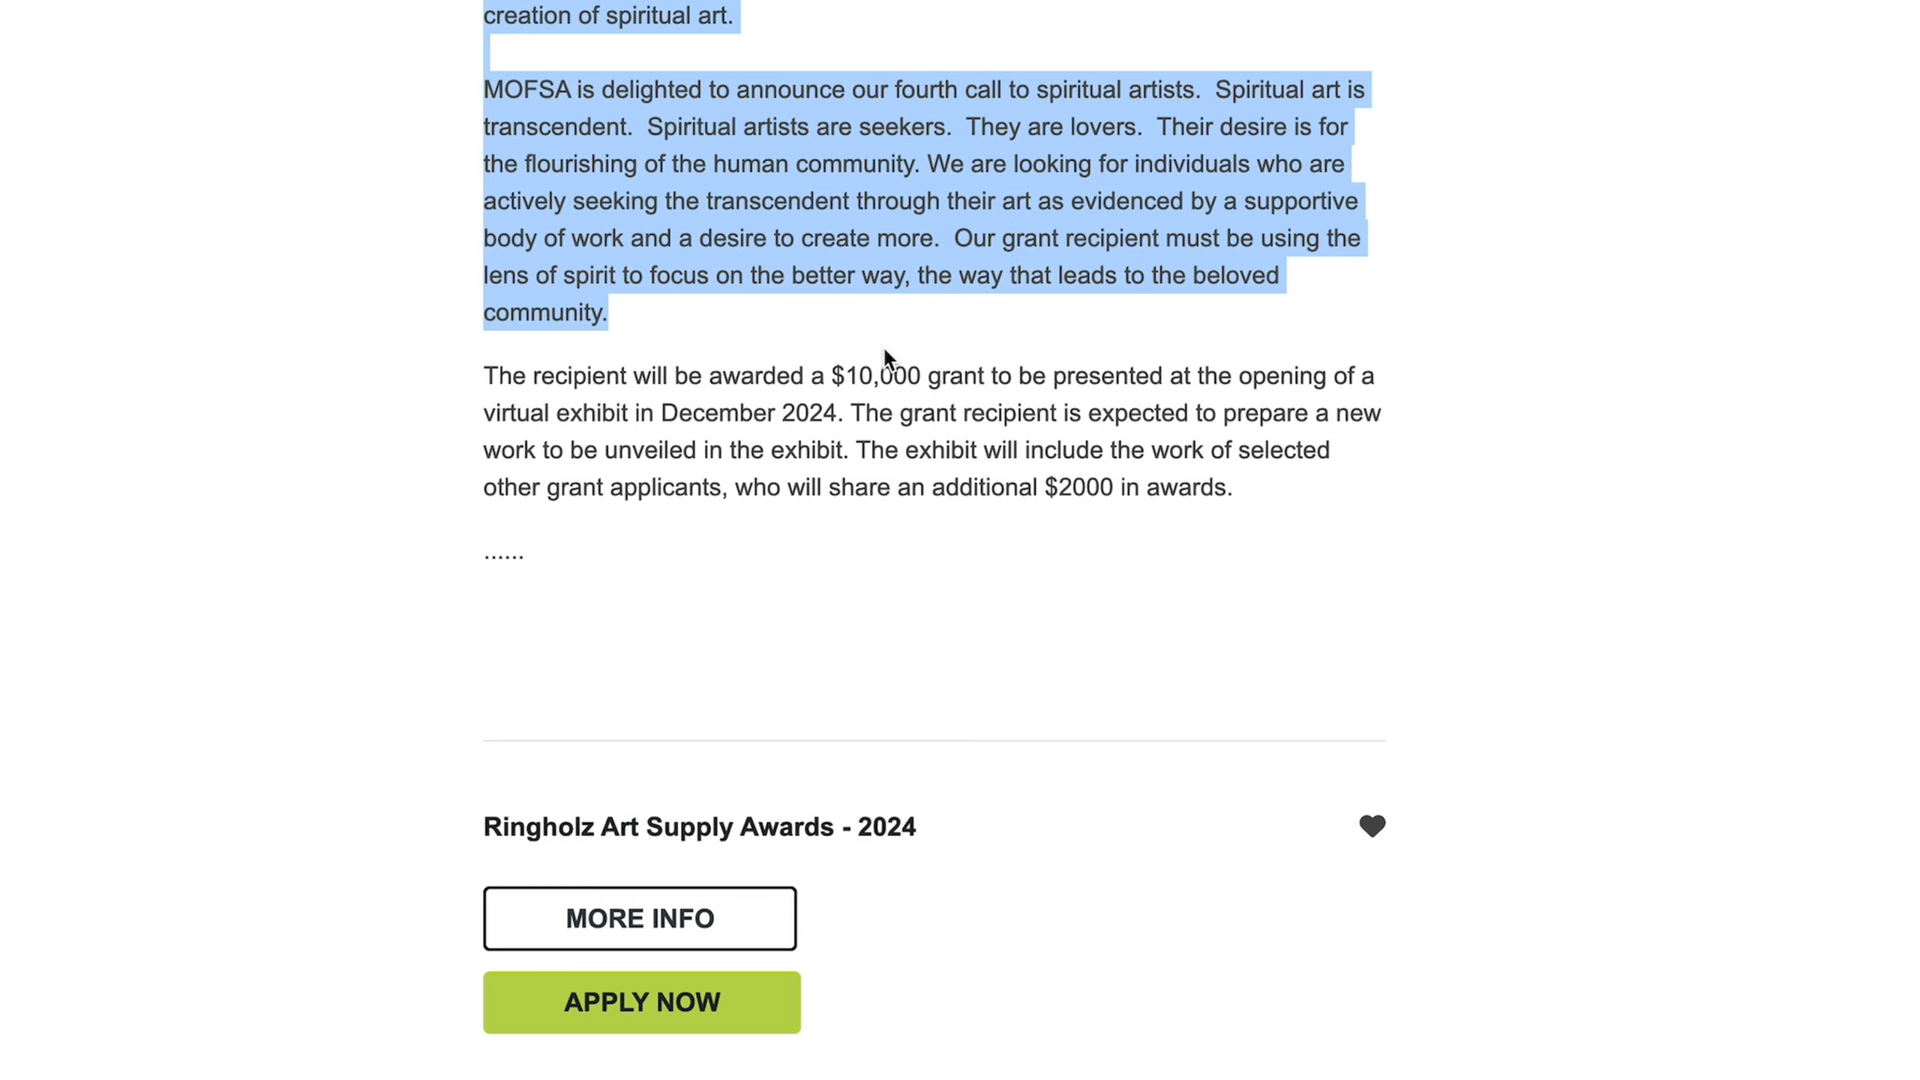 creation of spiritual art.
MOFSA is delighted to announce our fourth call to spiritual artists.  Spiritual art is
transcendent.  Spiritual artists are seekers.  They are lovers.  Their desire is for
the flourishing of the human community. We are looking for individuals who are
actively seeking the transcendent through their art as evidenced by a supportive
body of work and a desire to create more.  Our grant recipient must be using the
lens of spirit to focus on the better way, the way that leads to the beloved
community.
The recipient will be awarded a $10,000 grant to be presented at the opening of a
virtual exhibit in December 2024. The grant recipient is expected to prepare a new
work to be unveiled in the exhibit. The exhibit will include the work of selected
other grant applicants, who will share an additional $2000 in awards.
......
Ringholz Art Supply Awards - 2024
MORE INFO
APPLY NOW